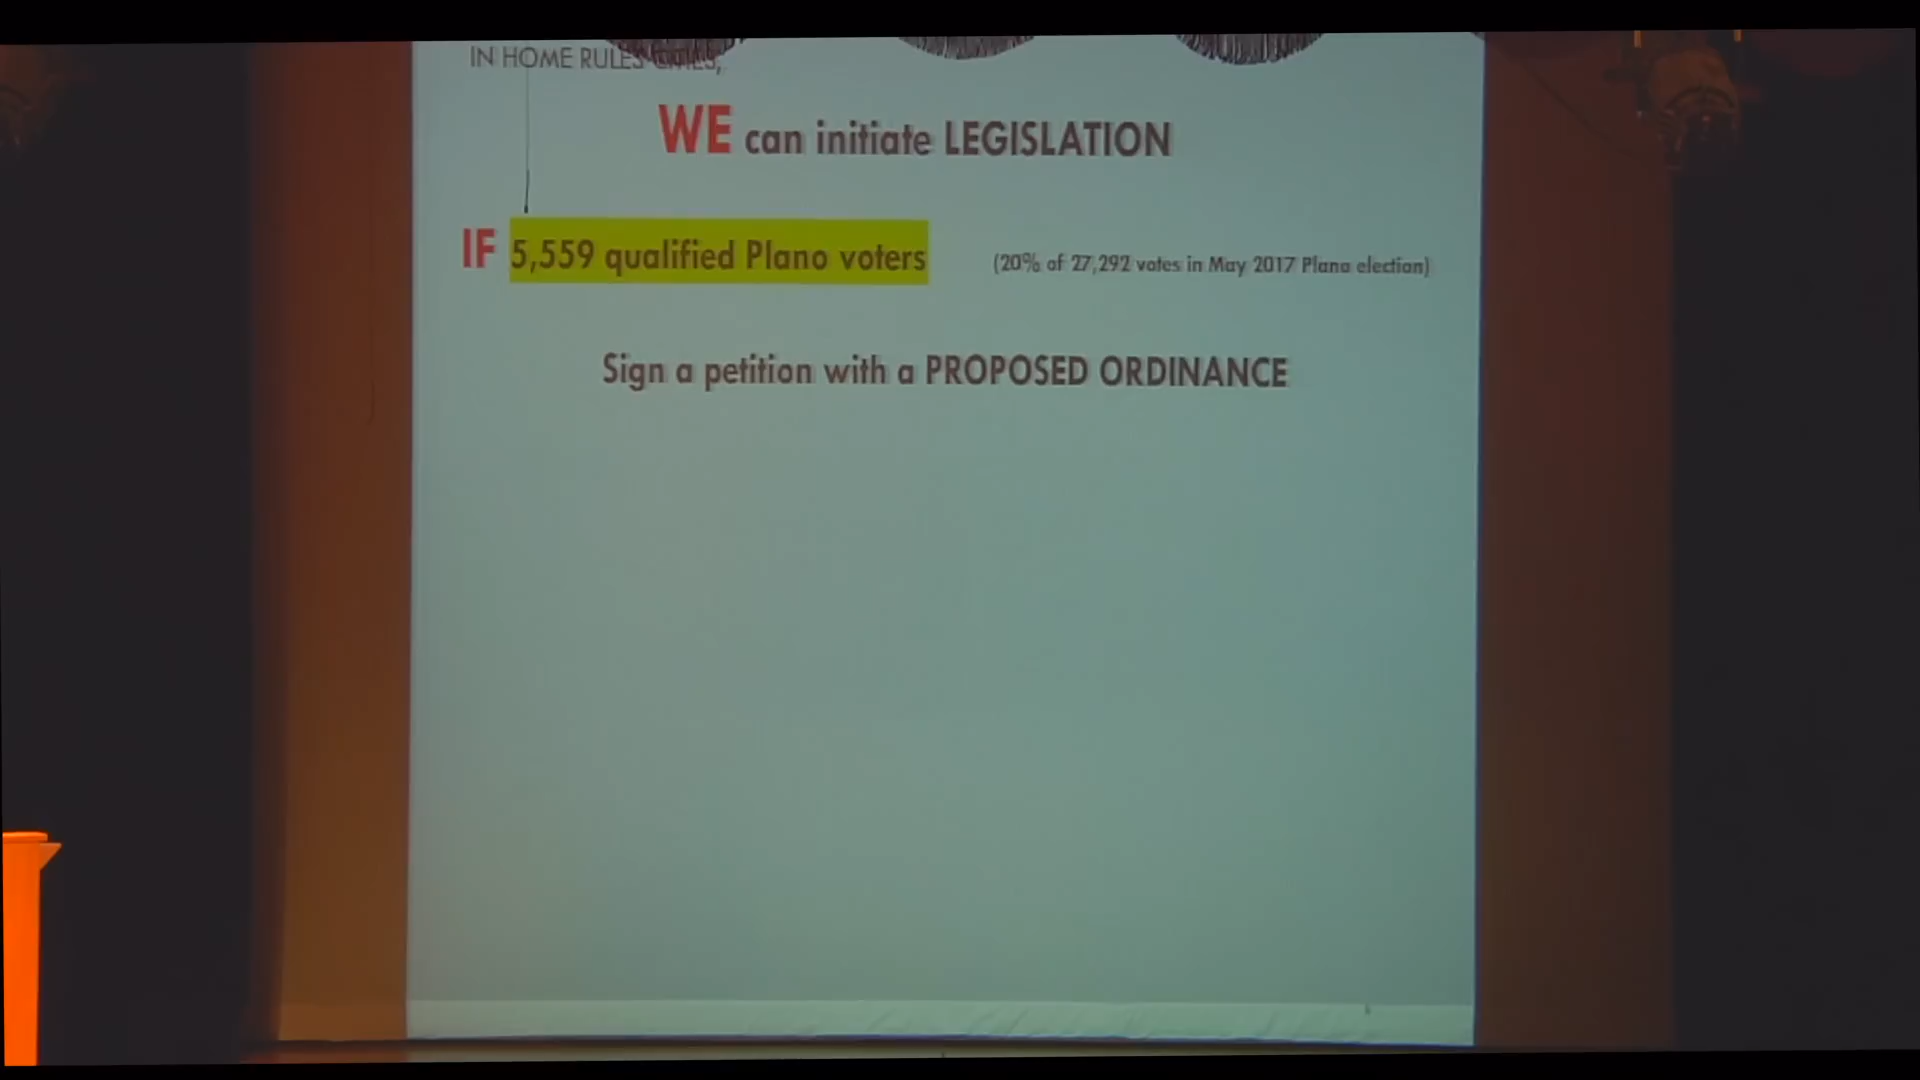 IN HOME RULES CITIES,
WE can initiate LEGISLATION
IF 5,559 qualified Plano voters (20% of 27,292 votes in May 2017 Plano election)
Sign a petition with a PROPOSED ORDINANCE